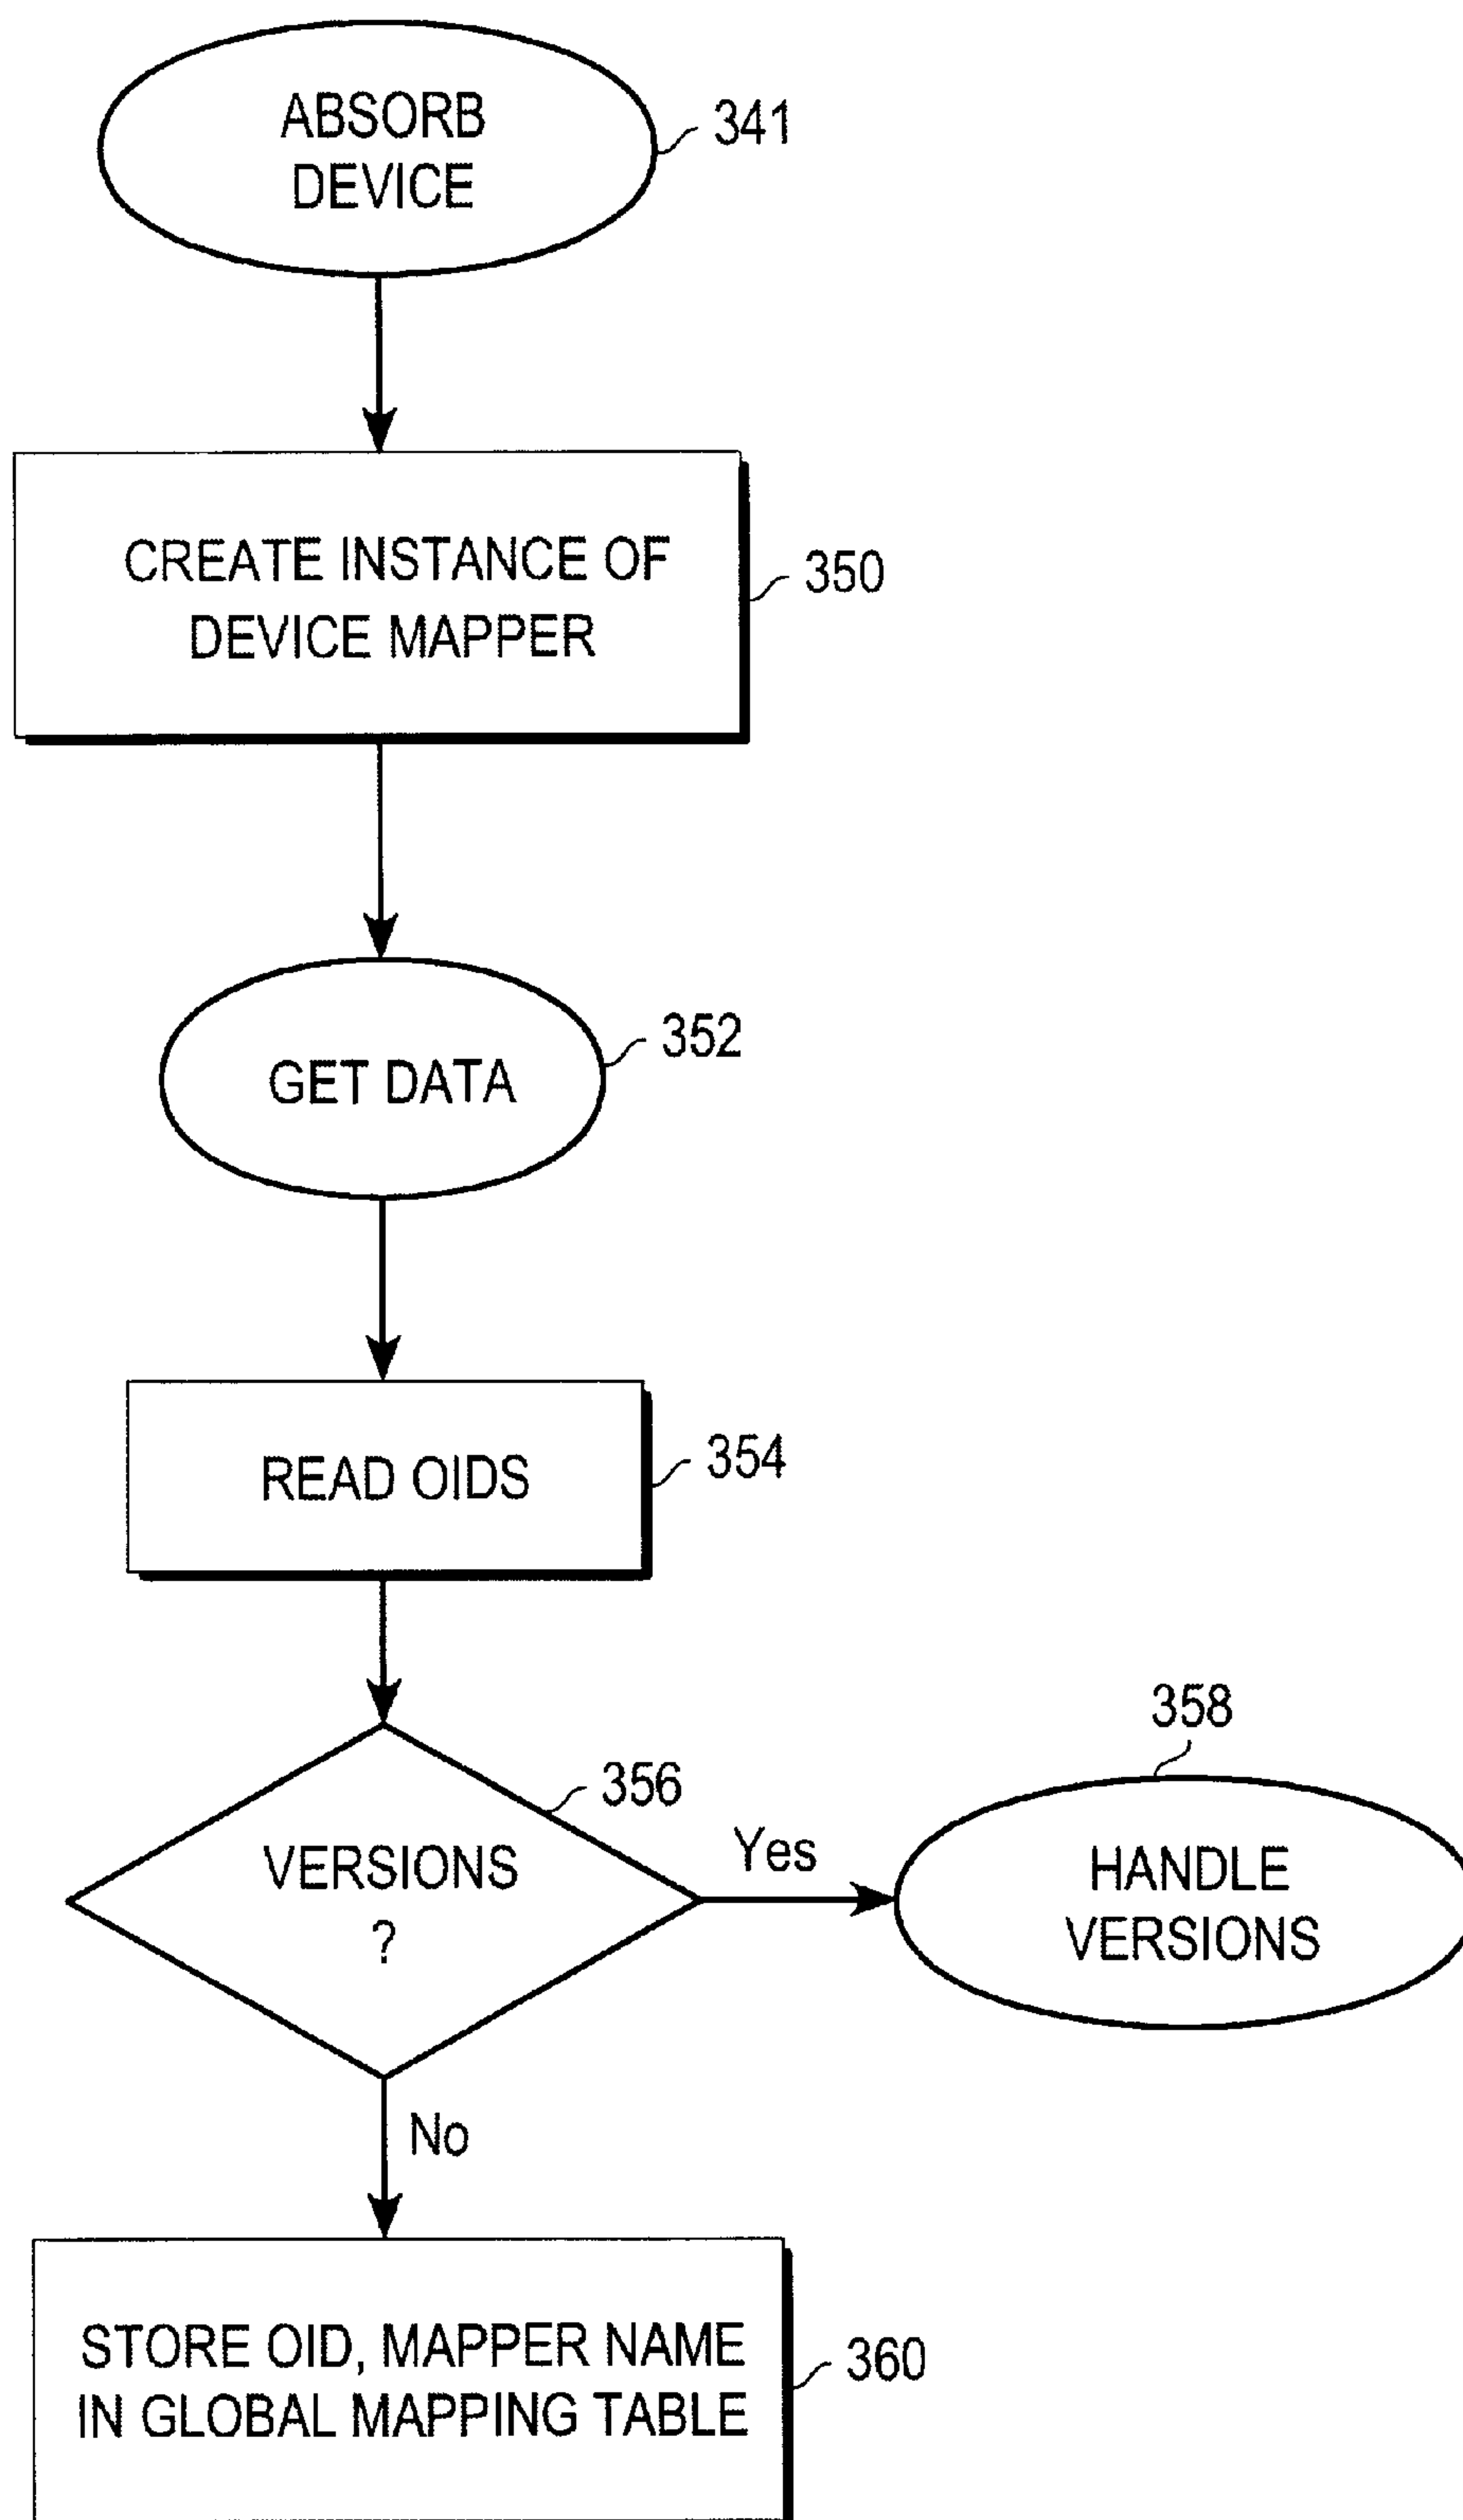 ABSORB
DEVICE
341
CREATE INSTANCE OF
DEVICE MAPPER
350
GET DATA
352
READ OIDS
354
VERSIONS
?
356
Yes
358
HANDLE
VERSIONS
No
STORE OID, MAPPER NAME
IN GLOBAL MAPPING TABLE
360